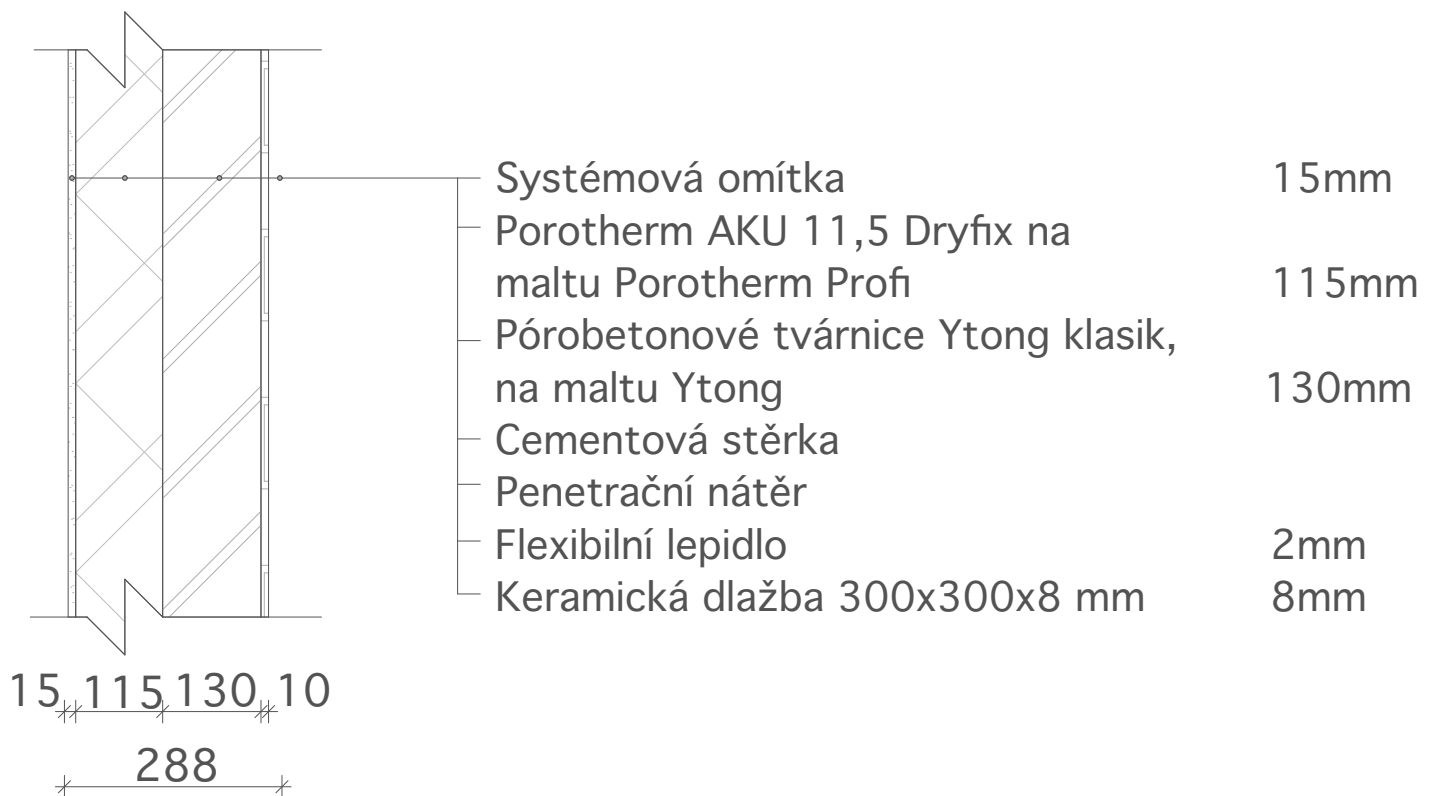 Systémová omítka 15mm
Porotherm AKU 11,5 Dryfix na
maltu Porotherm Profi 115mm
Pórobetonové tvárnice Ytong klasik,
na maltu Ytong 130mm
Cementová stěrka
Penetrační nátěr
Flexibilní lepidlo 2mm
Keramická dlažba 300x300x8 mm 8mm
15 115 130 10
288